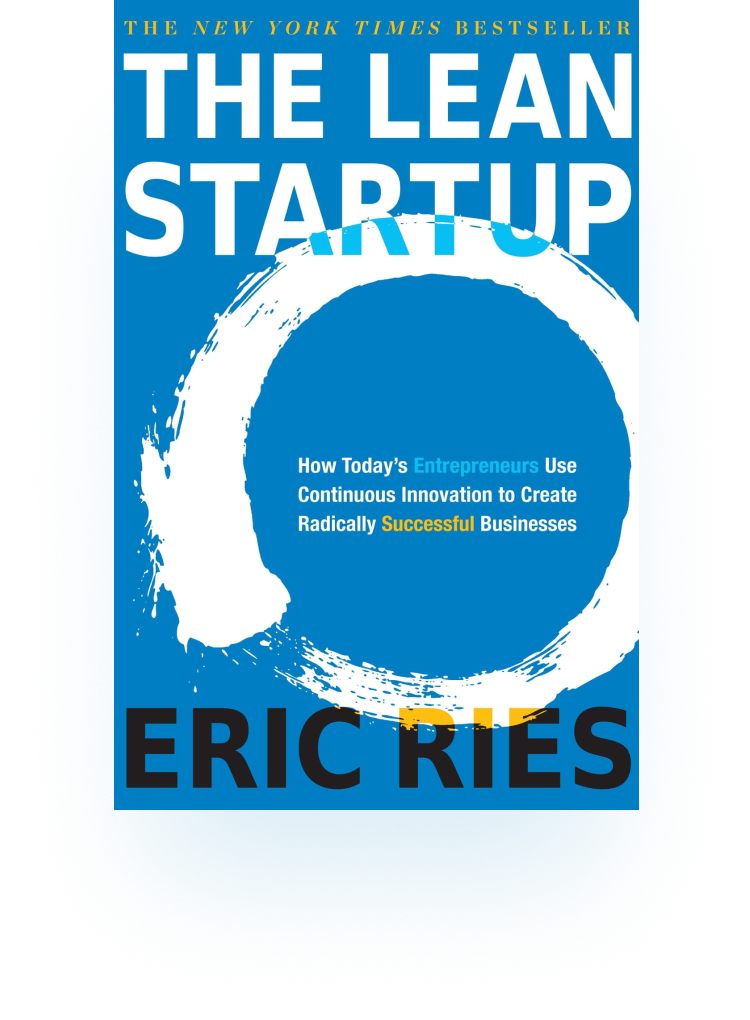 THE NEW YORK TIMES BESTSELLER
THE LEAN
STARTUP
How Today’s Entrepreneurs Use
Continuous Innovation to Create
Radically Successful Businesses
ERIC RIES